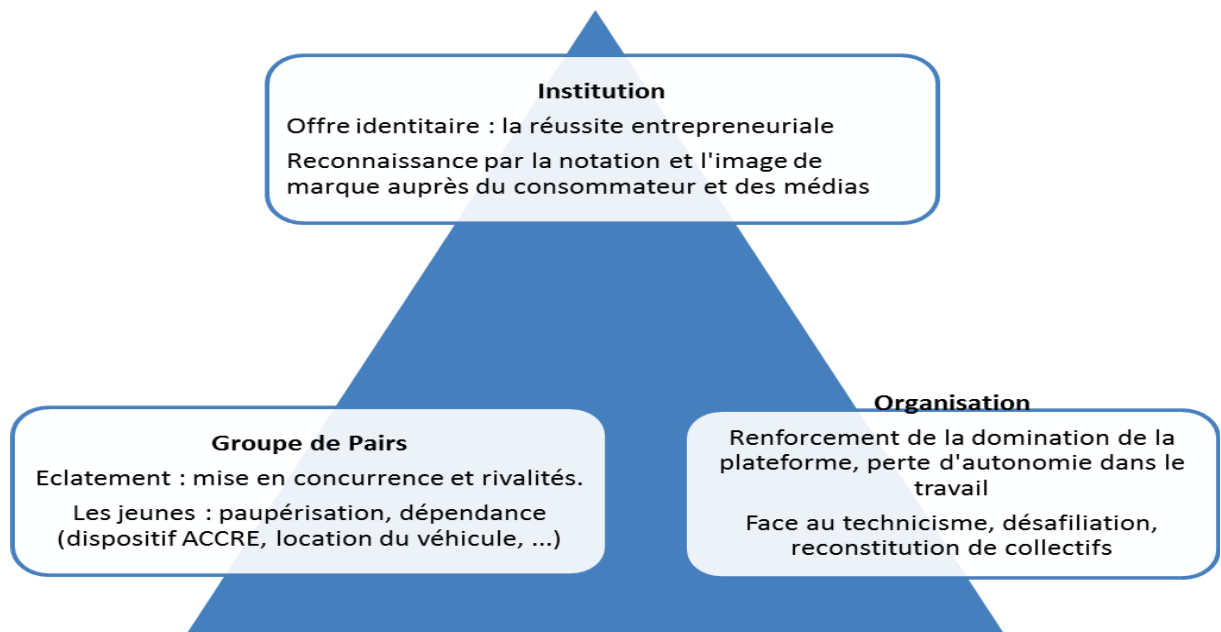 Institution
Offre identitaire : la réussite entrepreneuriale
Reconnaissance par la notation et l'image de
marque auprès du consommateur et des médias
Groupe de Pairs
Eclatement : mise en concurrence et rivalités.
Les jeunes : paupérisation, dépendance
(dispositif ACCRE, location du véhicule, ...)
Organisation
Renforcement de la domination de la
plateforme, perte d'autonomie dans le
travail
Face au technicisme, désafiliation,
reconstitution de collectifs